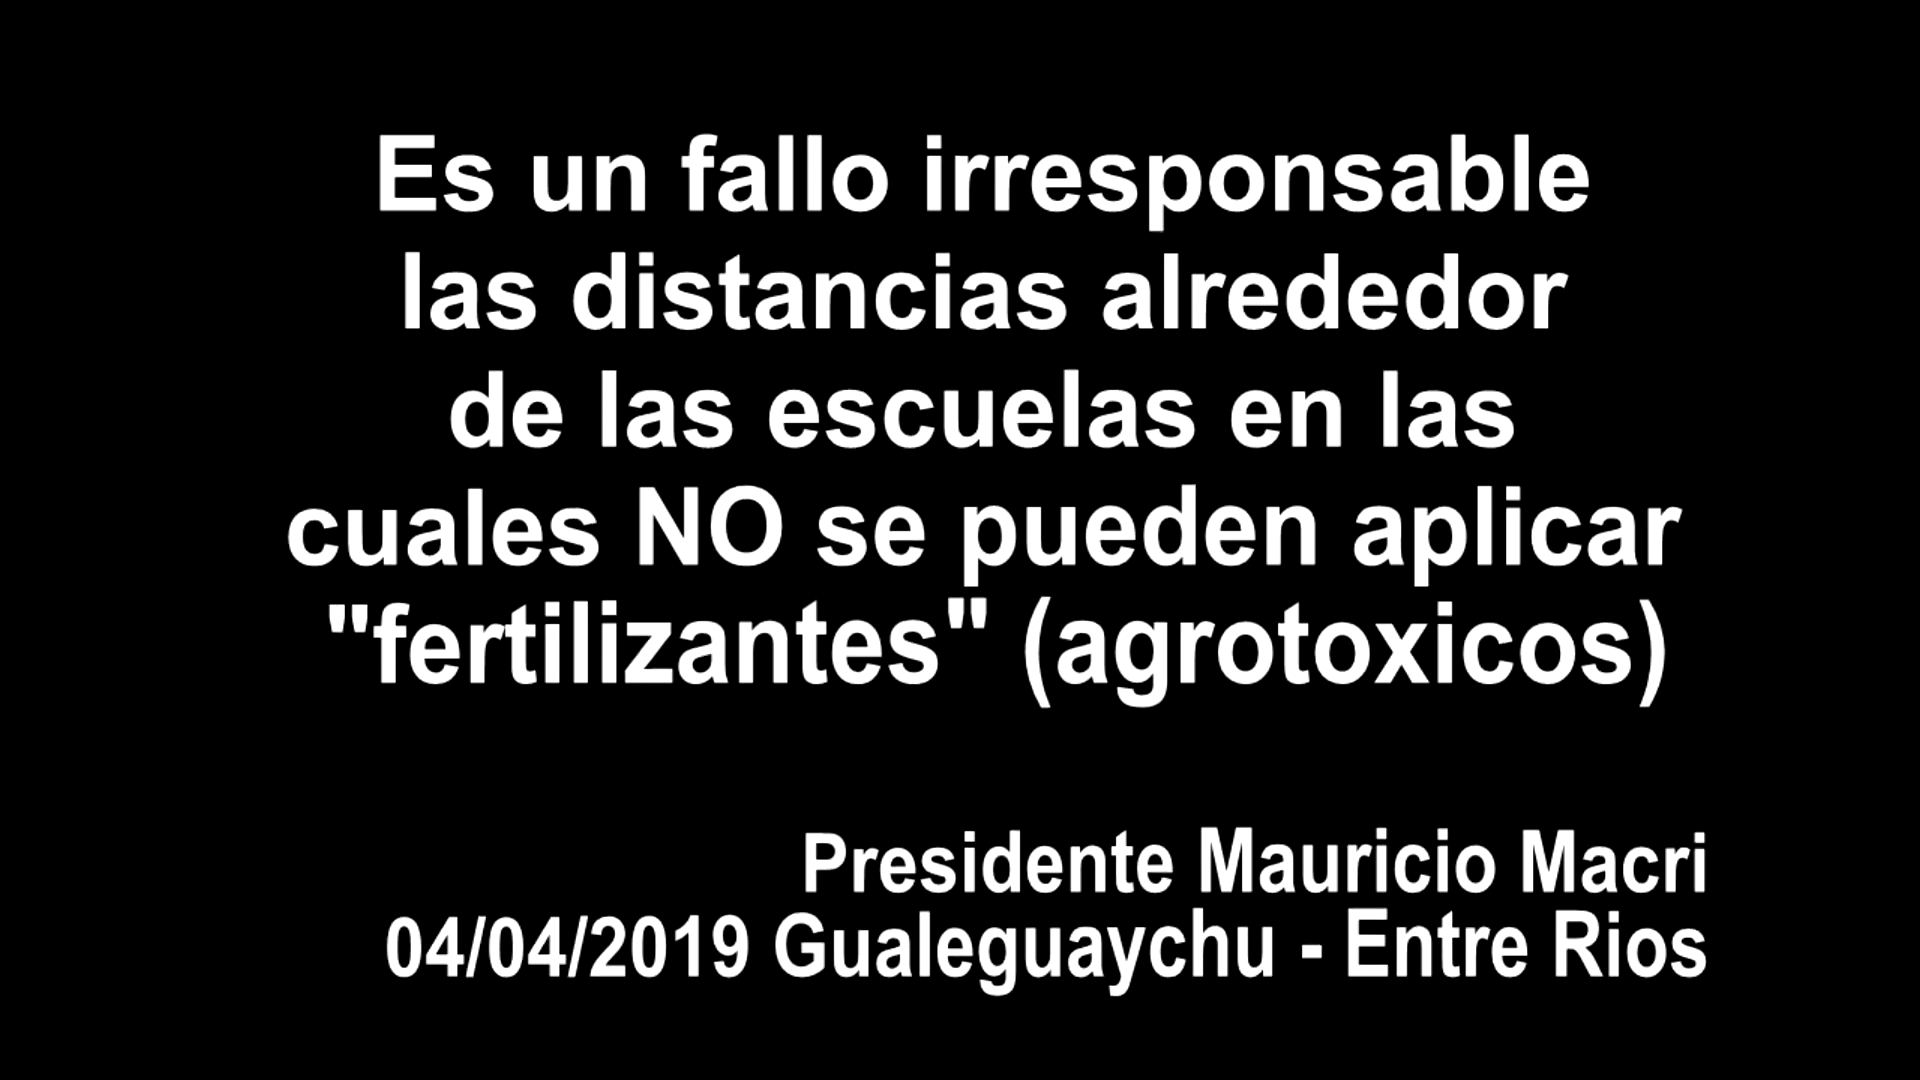 Es un fallo irresponsable
las distancias alrededor
de las escuelas en las
cuales NO se pueden aplicar
"fertilizantes" (agrotoxicos)
Presidente Mauricio Macri
04/04/2019 Gualeguaychu - Entre Rios